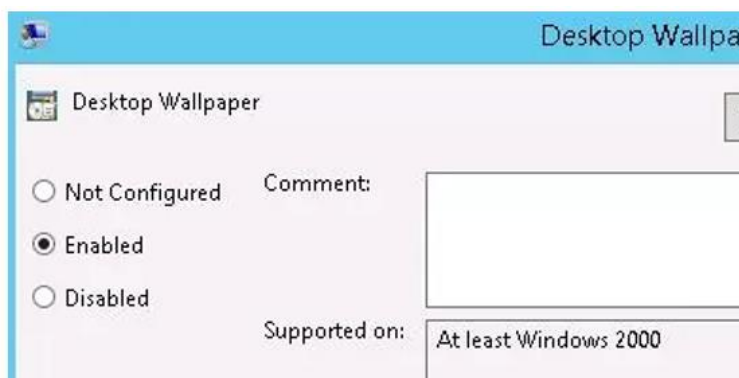 Desktop Wallpa
Desktop Wallpaper
Not Configured
Comment:
Enabled
Disabled
Supported on:
At least Windows 2000